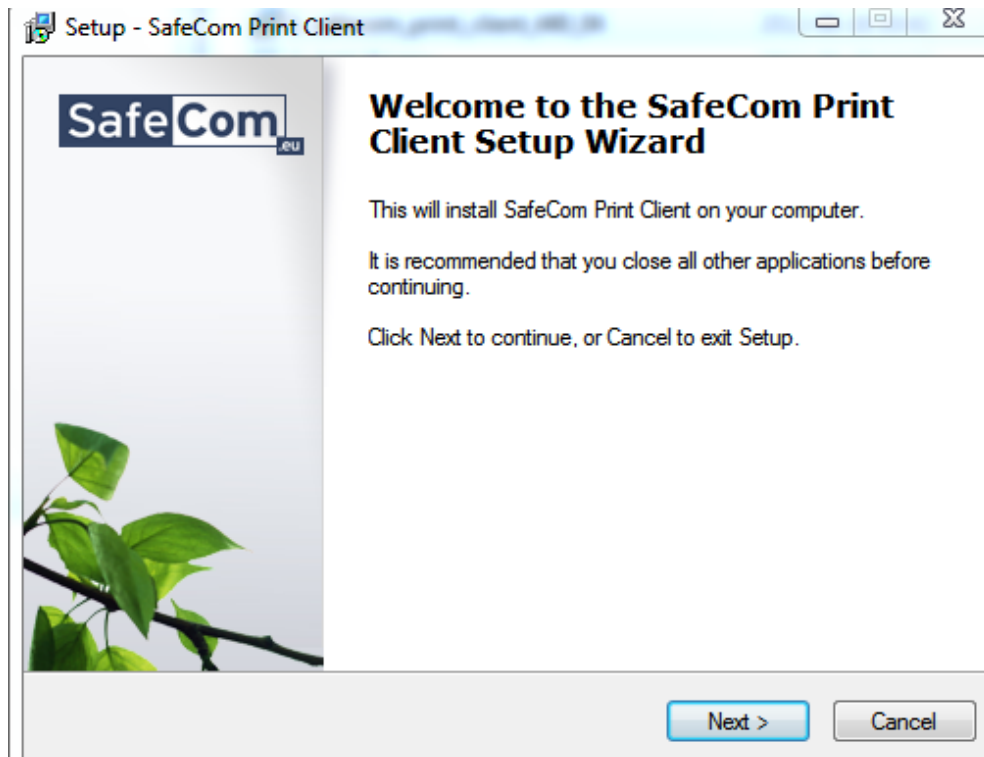 Setup - SafeCom Print Client
SafeCom
.eu
Welcome to the SafeCom Print
Client Setup Wizard
This will install SafeCom Print Client on your computer.
It is recommended that you close all other applications before
continuing.
Click Next to continue, or Cancel to exit Setup.
Next >
Cancel